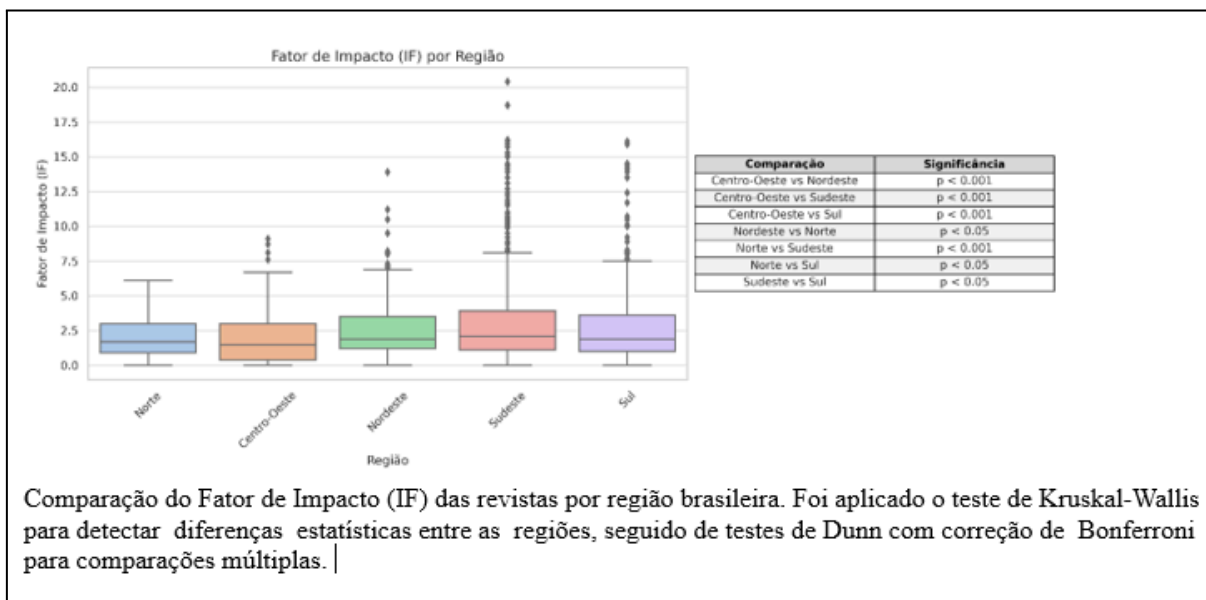 Fator de Impacto (IF) por Região
Fator de Impacto (IF)
20.0
17.5
15.0
12.5
10.0
7.5
5.0
2.5
0.0
Norte
Centro-Oeste
Nordeste
Sudeste
Sul
Região
Comparação Significância
Centro-Oeste vs Nordeste p < 0.001
Centro-Oeste vs Sudeste p < 0.001
Centro-Oeste vs Sul p < 0.001
Nordeste vs Norte p < 0.05
Norte vs Sudeste p < 0.001
Norte vs Sul p < 0.05
Sudeste vs Sul p < 0.05
Comparação do Fator de Impacto (IF) das revistas por região brasileira. Foi aplicado o teste de Kruskal-Wallis
para detectar diferenças estatísticas entre as regiões, seguido de testes de Dunn com correção de Bonferroni
para comparações múltiplas.